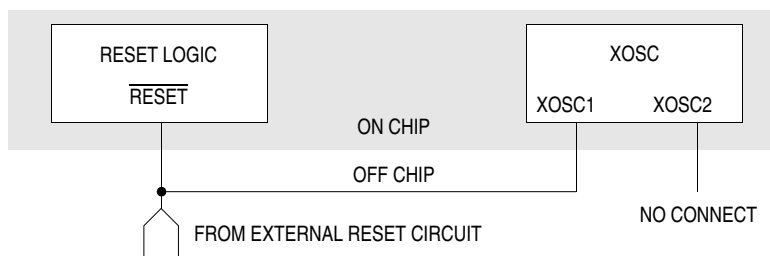 RESET LOGIC
RESET
XOSC
XOSC1
XOSC2
ON CHIP
OFF CHIP
NO CONNECT
FROM EXTERNAL RESET CIRCUIT